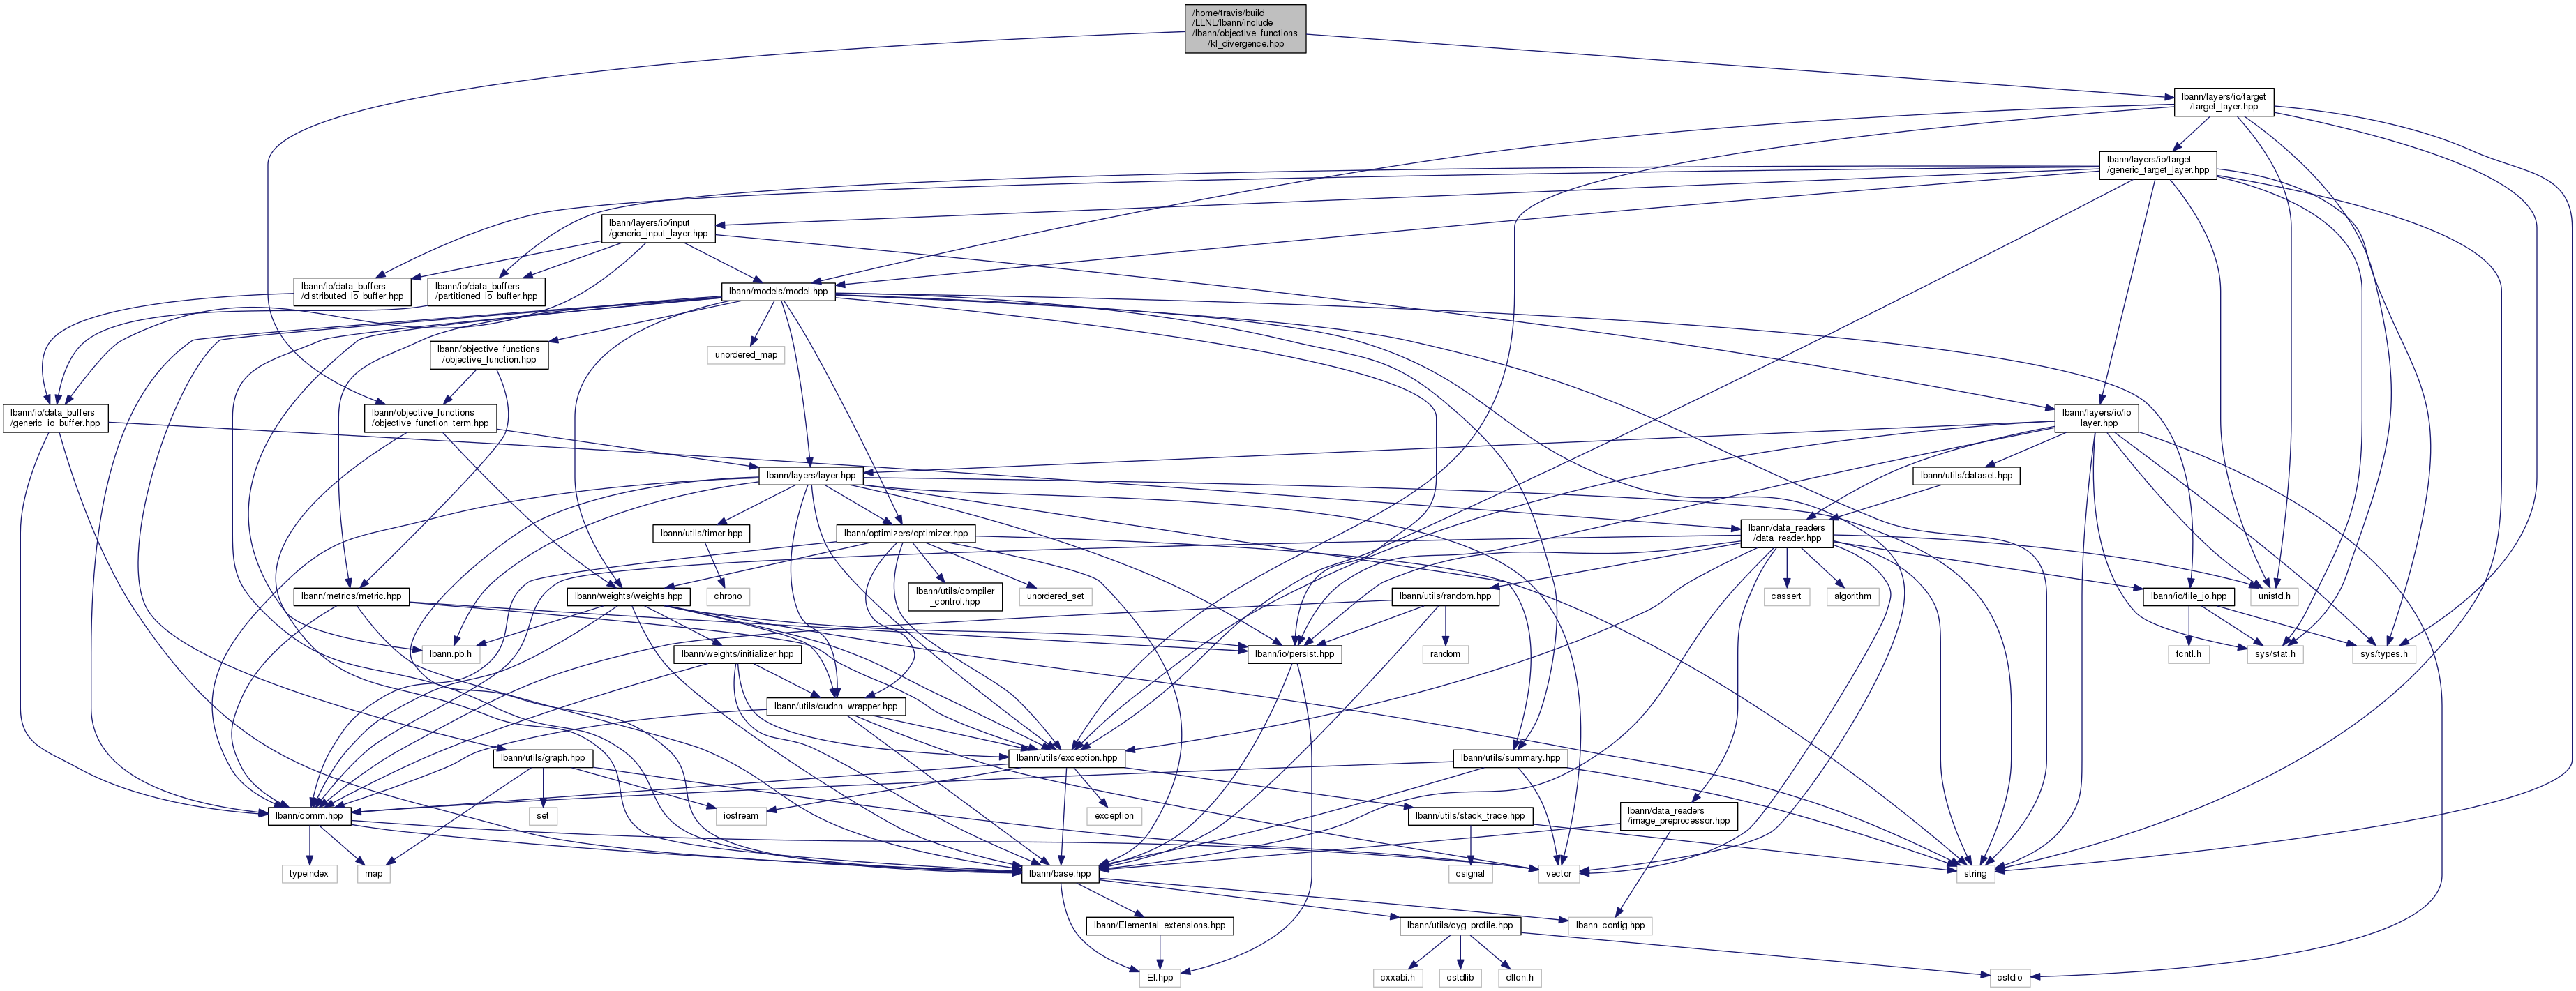 /home/travis/build
/LLNL/lbann/include
/lbann/objective_functions
/kl_divergence.hpp
lbann/layers/io/target
/target_layer.hpp
lbann/layers/io/target
/generic_target_layer.hpp
lbann/layers/io/input
/generic_input_layer.hpp
lbann/io/data_buffers
/distributed_io_buffer.hpp
lbann/io/data_buffers
/partitioned_io_buffer.hpp
lbann/models/model.hpp
lbann/objective_functions
/objective_function.hpp
unordered_map
lbann/io/data_buffers
/generic_io_buffer.hpp
lbann/objective_functions
/objective_function_term.hpp
lbann/layers/io/io
_layer.hpp
lbann/layers/layer.hpp
lbann/utils/dataset.hpp
lbann/utils/timer.hpp
lbann/optimizers/optimizer.hpp
lbann/data_readers
/data_reader.hpp
lbann/metrics/metric.hpp
lbann/weights/weights.hpp
chrono
lbann/utils/compiler
_control.hpp
unordered_set
lbann/utils/random.hpp
cassert
algorithm
lbann/io/file_io.hpp
unistd.h
lbann.pb.h
lbann/weights/initializer.hpp
lbann/io/persist.hpp
random
fcntl.h
sys/stat.h
sys/types.h
lbann/utils/cudnn_wrapper.hpp
lbann/utils/graph.hpp
lbann/utils/exception.hpp
lbann/utils/summary.hpp
lbann/comm.hpp
set
iostream
exception
lbann/utils/stack_trace.hpp
lbann/data_readers
/image_preprocessor.hpp
typeindex
map
lbann/base.hpp
csignal
vector
string
lbann/Elemental_extensions.hpp
lbann/utils/cyg_profile.hpp
lbann_config.hpp
El.hpp
cxxabi.h
cstdlib
dlfcn.h
cstdio